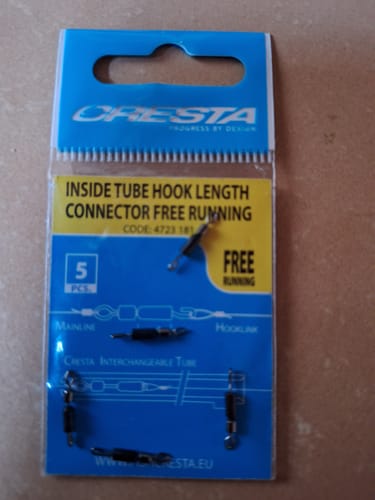 CRESTA
PROGRESS BY DESIGN
INSIDE TUBE HOOK LENGTH
CONNECTOR FREE RUNNING
CODE: 4723 181
FREE
RUNNING
5
PCS.
MAINLINE HOOKLINK
CRESTA INTERCHANGEABLE TUBE